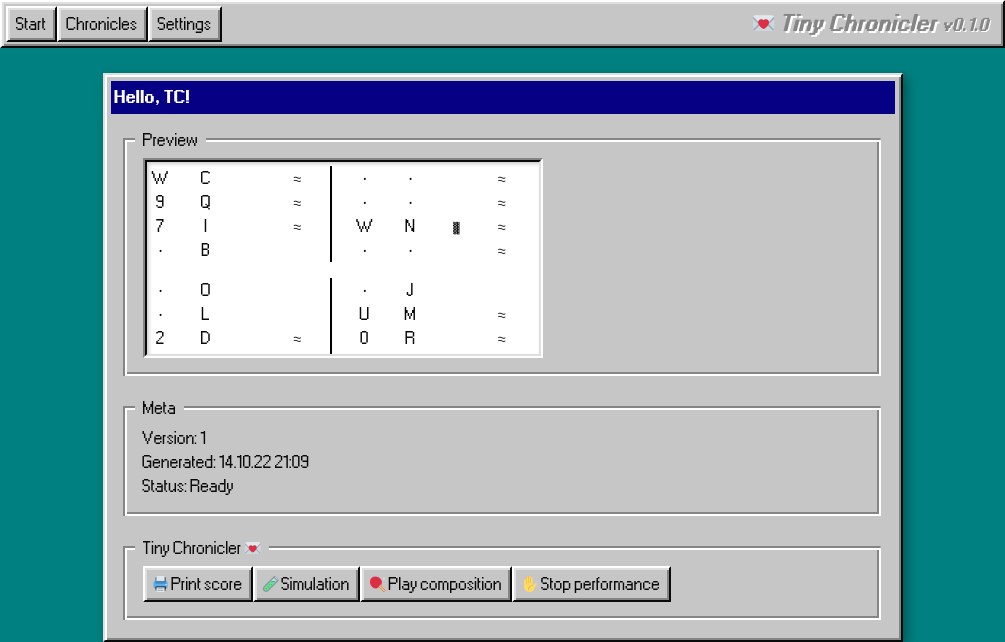 Start Chronicles Settings 💌 Tiny Chronicler v0.1.0
Hello, TC!
Preview
W C ≈ · · ≈
9 Q ≈ · · ≈
7 I ≈ W N ▓ ≈
· B · · ≈
· O · J
· L U M ≈
2 D ≈ 0 R ≈
Meta
Version: 1
Generated: 14.10.22 21:09
Status: Ready
Tiny Chronicler 💌
Print score Simulation Play composition Stop performance